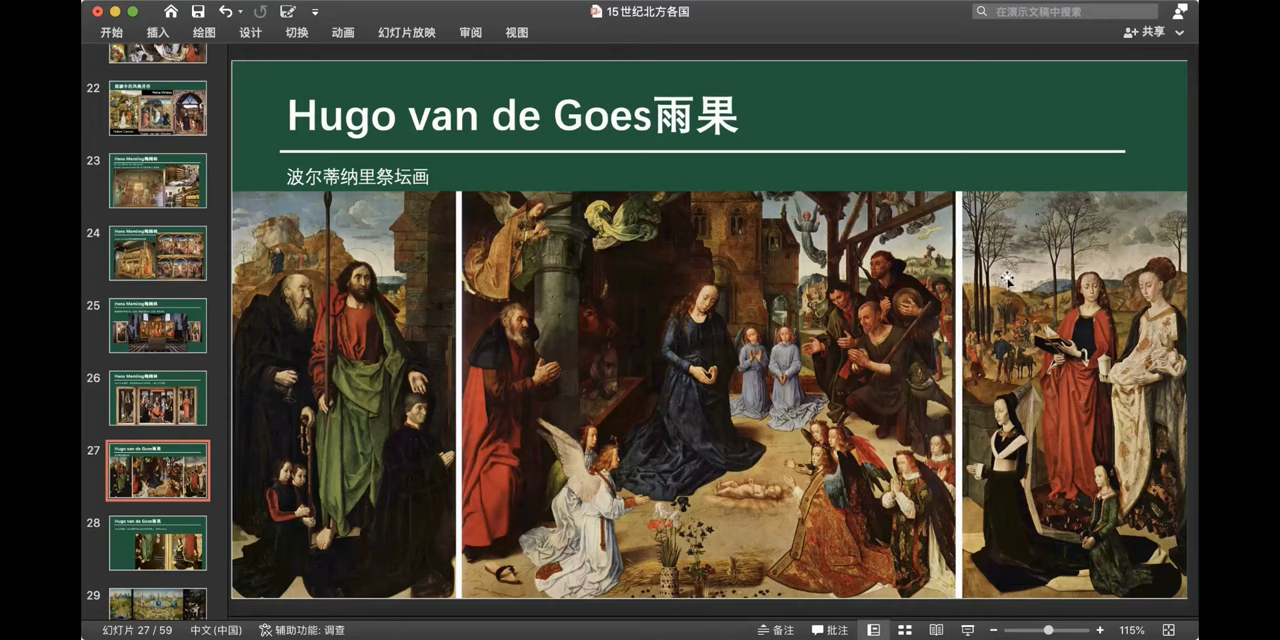 15世纪北方各国
在演示文稿中搜索
开始 插入 绘图 设计 切换 动画 幻灯片放映 审阅 视图
共享
22
23
Hans Memling梅姆林
24
Hans Memling梅姆林
25
Hans Memling梅姆林
26
Hans Memling梅姆林
27
Hugo van de Goes雨果
28
Hugo van de Goes雨果
29
Hugo van de Goes雨果
波尔蒂纳里祭坛画
幻灯片 27 / 59 中文(中国) 辅助功能: 调查
备注 批注 115%